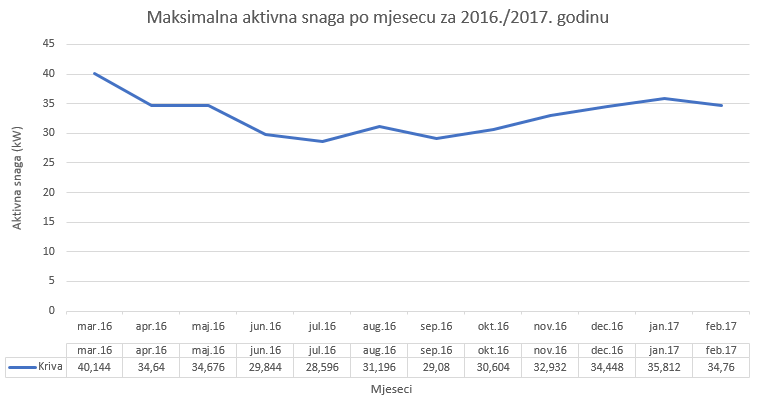 Maksimalna aktivna snaga po mjesecu za 2016./2017. godinu
45
40
35
30
25
20
15
10
5
0
Aktivna snaga (kW)
mar.16 apr.16 maj.16 jun.16 jul.16 aug.16 sep.16 okt.16 nov.16 dec.16 jan.17 feb.17
mar.16 apr.16 maj.16 jun.16 jul.16 aug.16 sep.16 okt.16 nov.16 dec.16 jan.17 feb.17
Kriva 40,144 34,64 34,676 29,844 28,596 31,196 29,08 30,604 32,932 34,448 35,812 34,76
Mjeseci